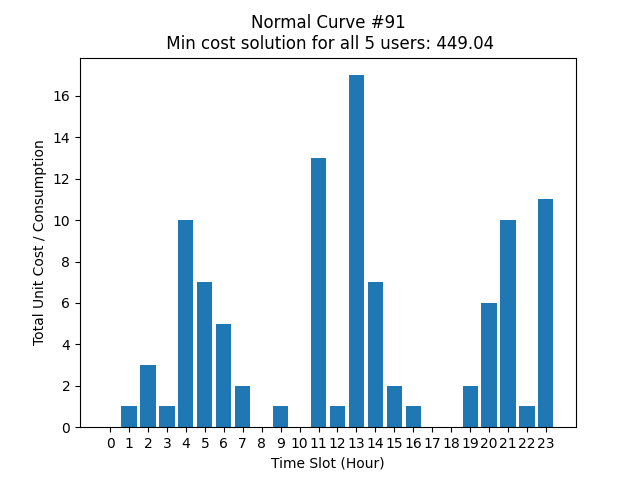 Normal Curve #91
Min cost solution for all 5 users: 449.04
Total Unit Cost / Consumption
16
14
12
10
8
6
4
2
0
0 1 2 3 4 5 6 7 8 9 10 11 12 13 14 15 16 17 18 19 20 21 22 23
Time Slot (Hour)